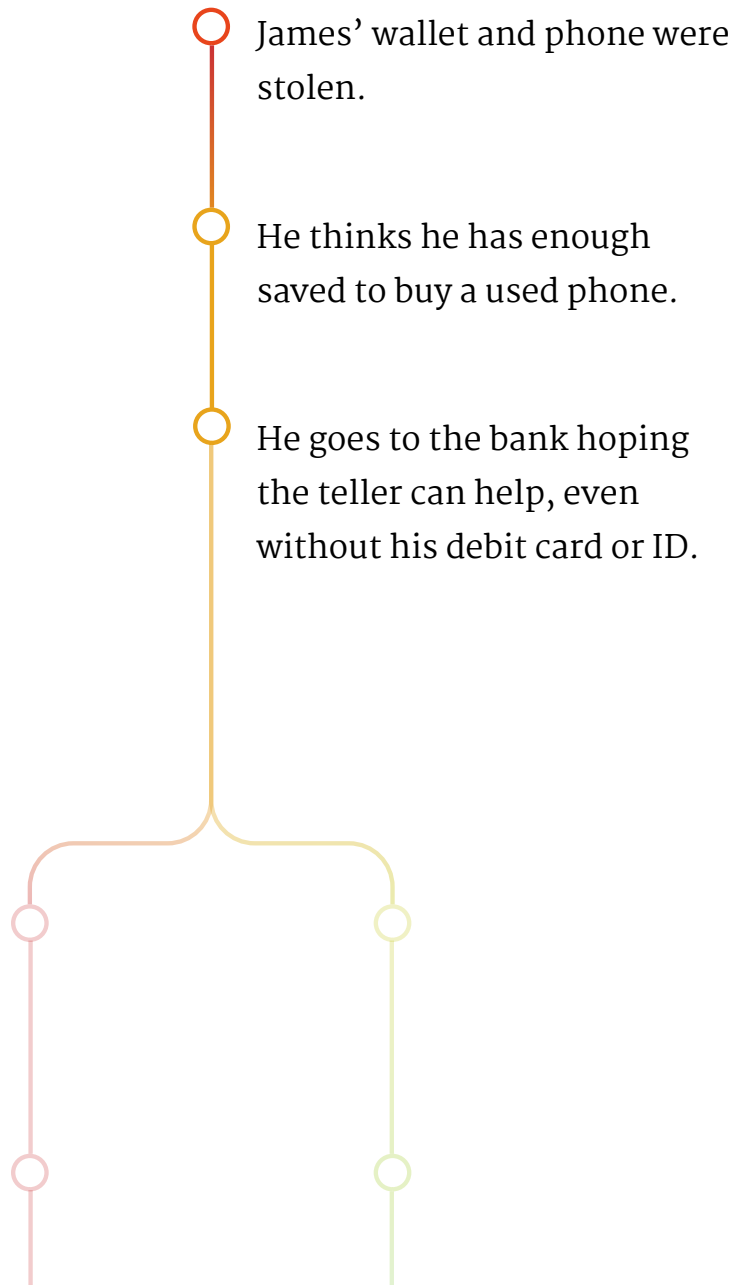 James’ wallet and phone were
stolen.
He thinks he has enough
saved to buy a used phone.
He goes to the bank hoping
the teller can help, even
without his debit card or ID.